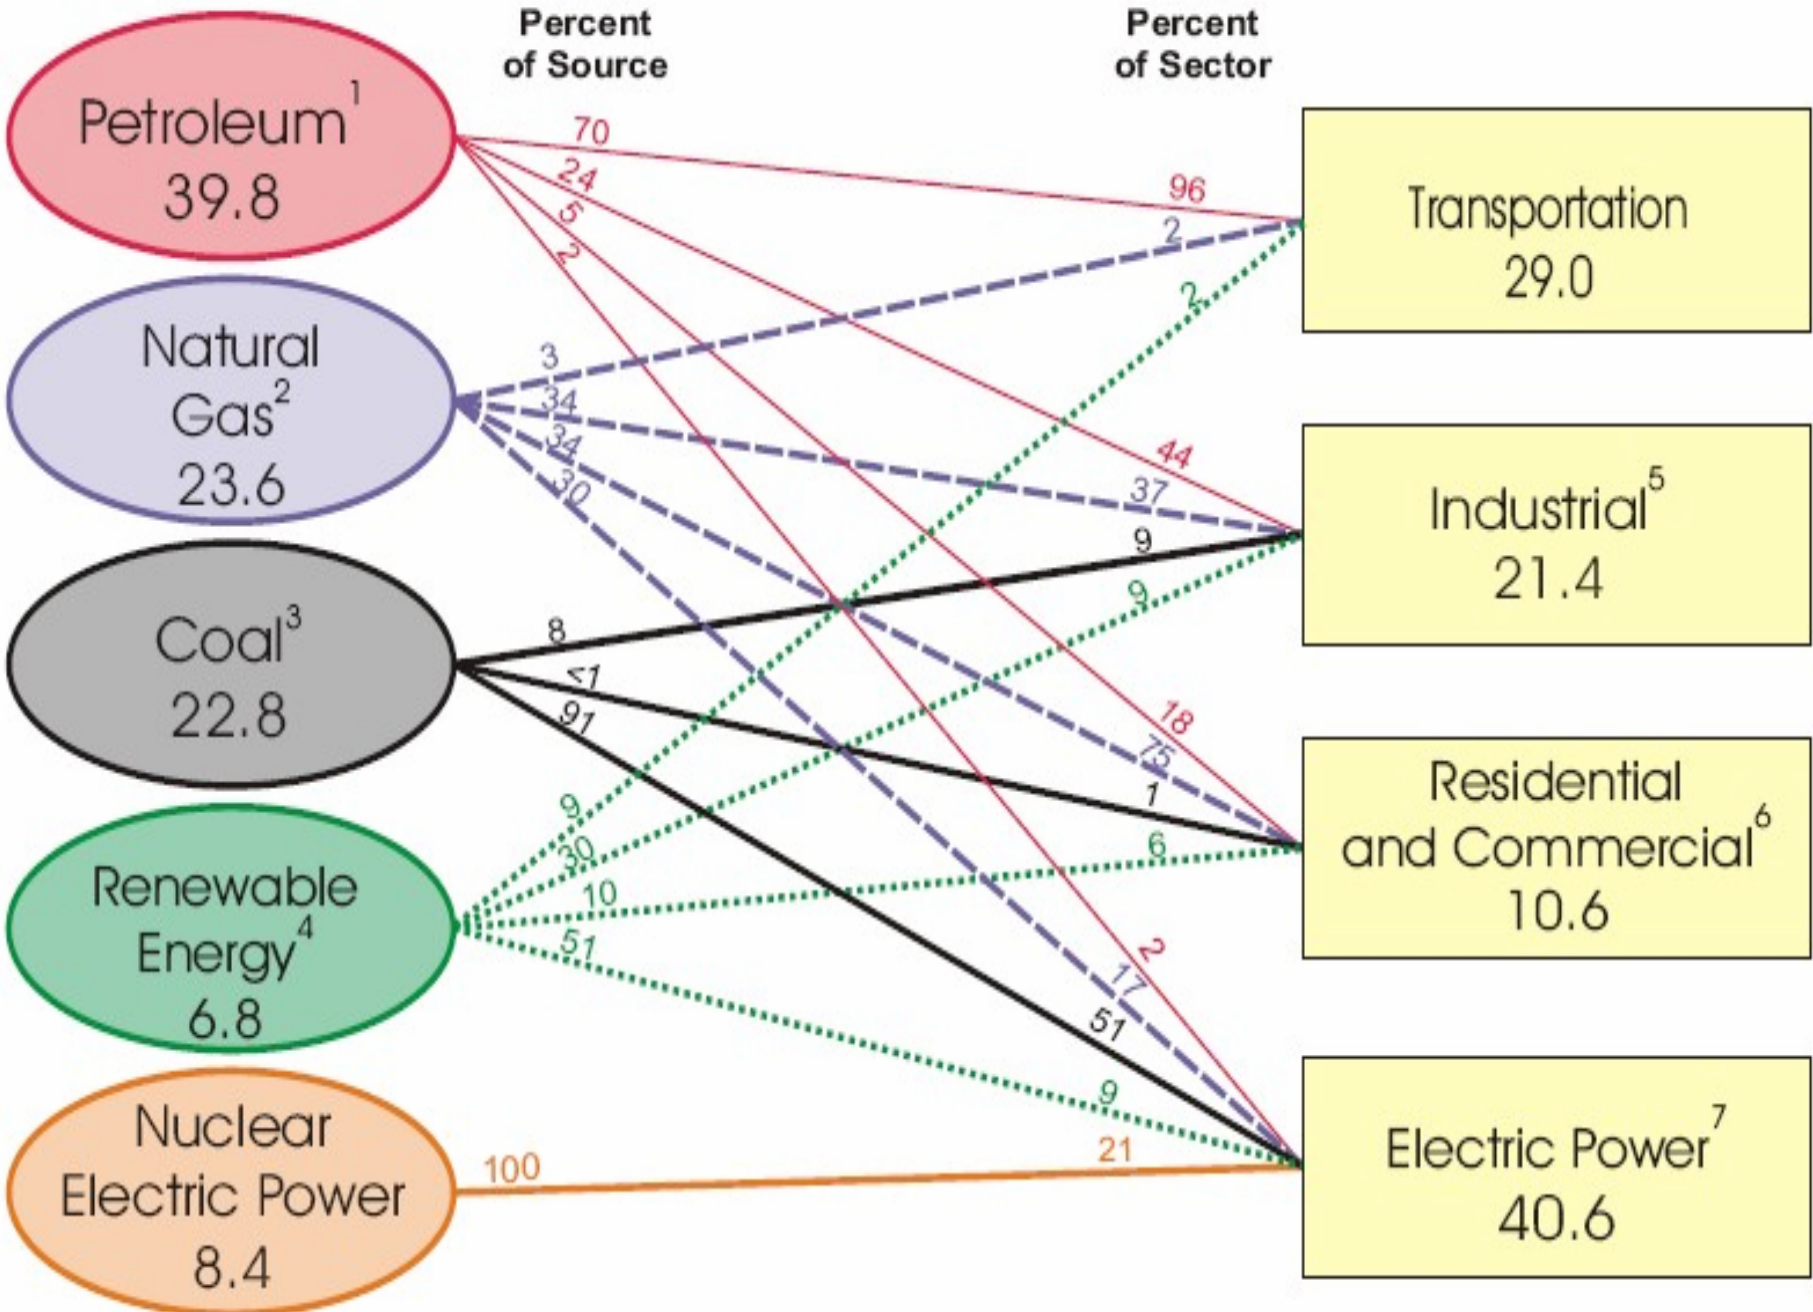 Percent
of Source
Percent
of Sector
Petroleum1
39.8
Natural
Gas2
23.6
Coal3
22.8
Renewable
Energy4
6.8
Nuclear
Electric Power
8.4
70
24
5
2
3
34
34
30
8
<1
91
9
30
10
51
100
96
2
2
44
37
9
9
18
75
1
6
2
17
51
9
21
Transportation
29.0
Industrial5
21.4
Residential
and Commercial6
10.6
Electric Power7
40.6